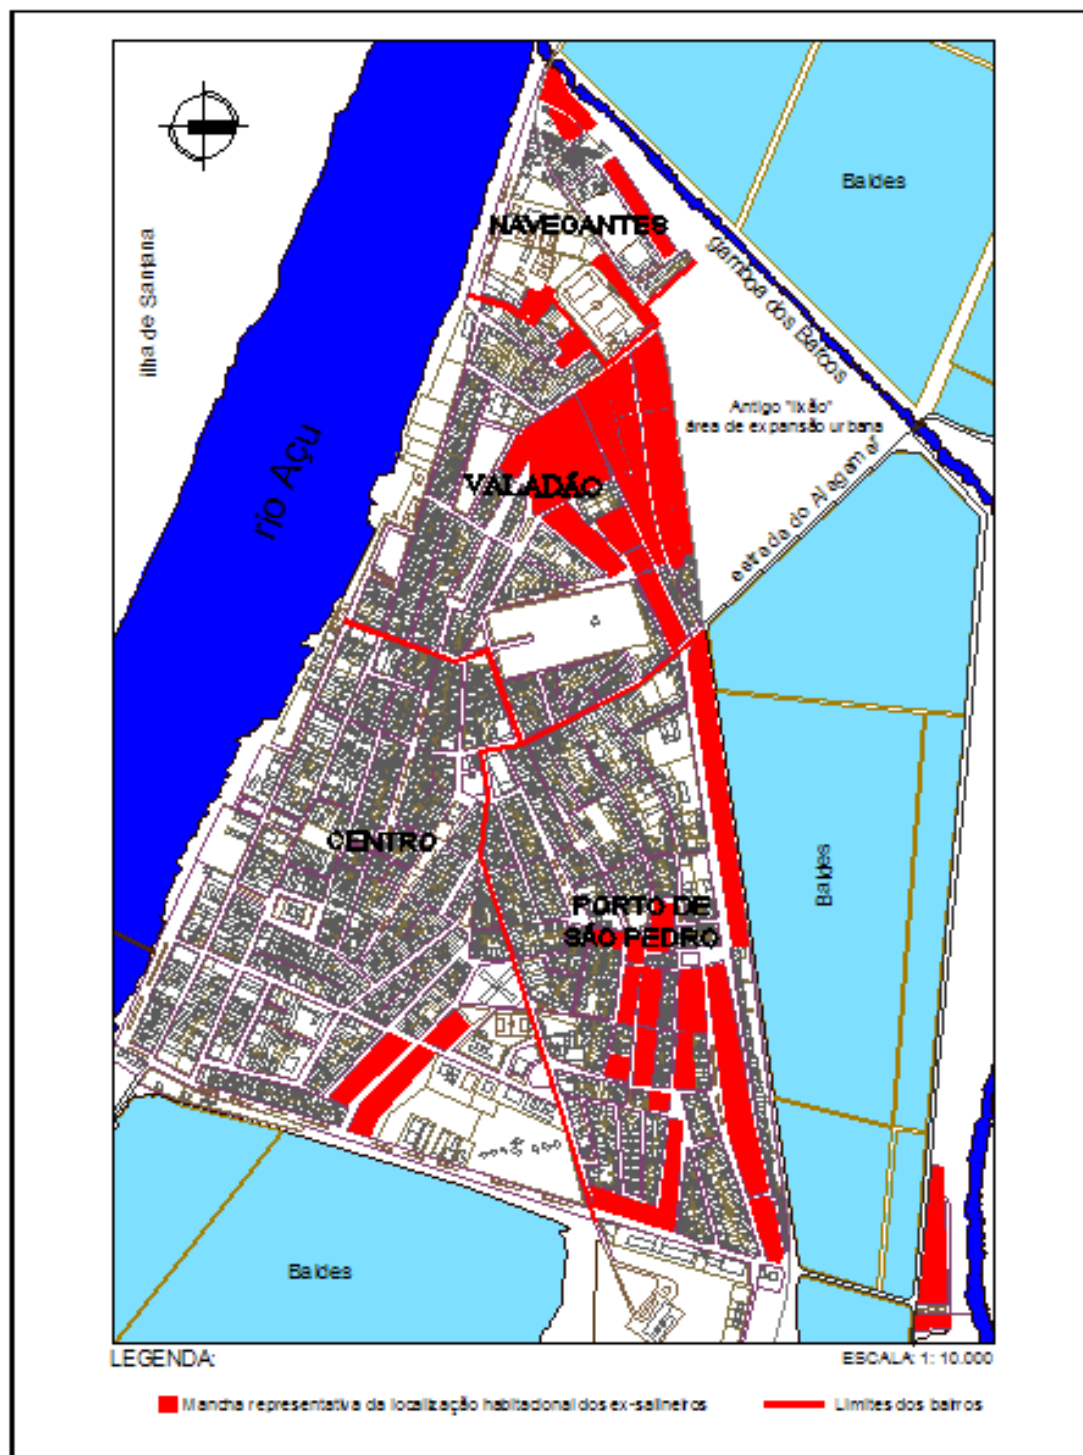 Baldes
NAVEGANTES
gamboa dos Barcos
ilha de Santana
Antigo "lixão"
área de expansão urbana
rio Açu
VALADÃO
estrada do Alagamar
CENTRO
Baldes
PORTO DE
SÃO PEDRO
Baldes
LEGENDA:
ESCALA: 1: 10.000
Mancha representativa da localização habitacional dos ex-salineiros
Limites dos bairros